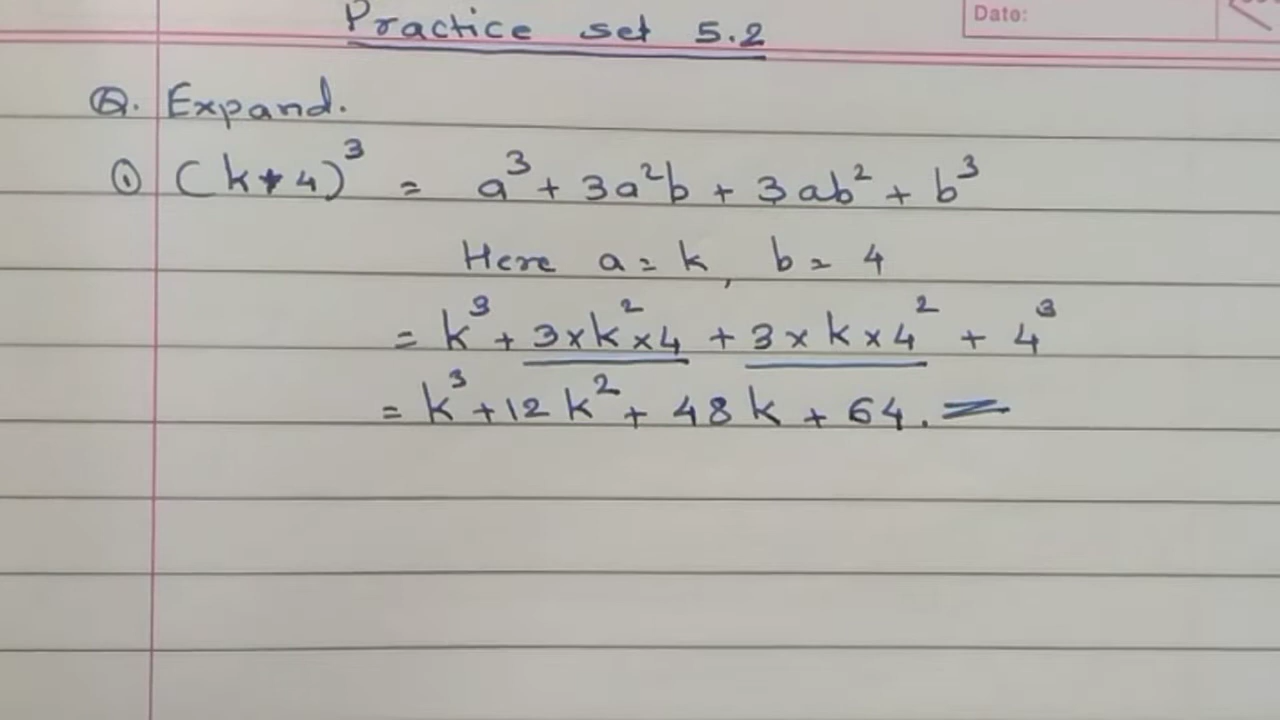 Date:
Practice set 5.2
Q. Expand.
① (k+4)³ = a³ + 3a²b + 3ab² + b³
Here a = k, b = 4
= k³ + 3×k²×4 + 3×k×4² + 4³
= k³ + 12k² + 48k + 64.